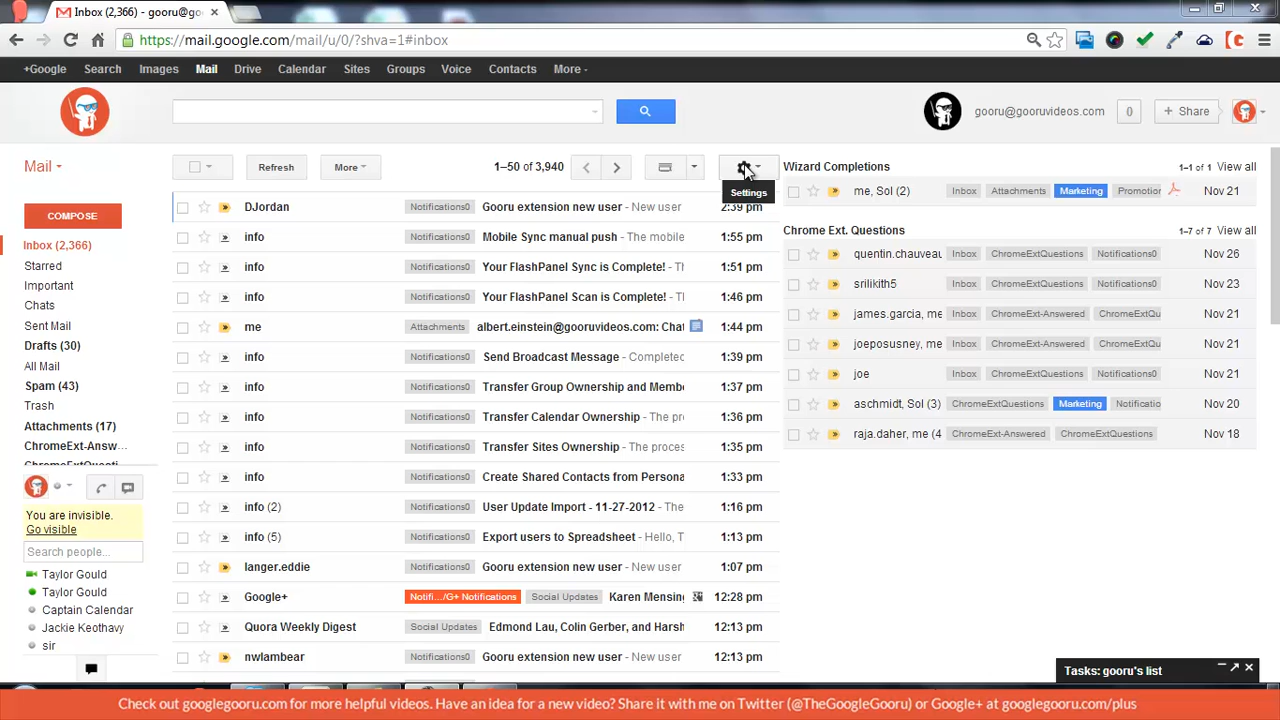 Inbox (2,366) - gooru@go
https://mail.google.com/mail/u/0/?shva=1#inbox
+Google Search Images Mail Drive Calendar Sites Groups Voice Contacts More
gooru@gooruvideos.com 0 + Share
Mail
Refresh More 1–50 of 3,940
Settings
COMPOSE
Inbox (2,366)
Starred
Important
Chats
Sent Mail
Drafts (30)
All Mail
Spam (43)
Trash
Attachments (17)
ChromeExt-Answ...
You are invisible.
Go visible
Search people...
Taylor Gould
Taylor Gould
Captain Calendar
Jackie Keothavy
sir
DJordan Notifications0 Gooru extension new user - New user 2:39 pm
info Notifications0 Mobile Sync manual push - The mobile 1:55 pm
info Notifications0 Your FlashPanel Sync is Complete! - Th 1:51 pm
info Notifications0 Your FlashPanel Scan is Complete! - Th 1:46 pm
me Attachments albert.einstein@gooruvideos.com: Chat 1:44 pm
info Notifications0 Send Broadcast Message - Completed 1:39 pm
info Notifications0 Transfer Group Ownership and Membe 1:37 pm
info Notifications0 Transfer Calendar Ownership - The proc 1:36 pm
info Notifications0 Transfer Sites Ownership - The process 1:35 pm
info Notifications0 Create Shared Contacts from Persona 1:33 pm
info (2) Notifications0 User Update Import - 11-27-2012 - The 1:16 pm
info (5) Notifications0 Export users to Spreadsheet - Hello, T 1:13 pm
langer.eddie Notifications0 Gooru extension new user - New user 1:07 pm
Google+ Notifi.../G+ Notifications Social Updates Karen Mensing 12:28 pm
Quora Weekly Digest Social Updates Edmond Lau, Colin Gerber, and Harsh 12:13 pm
nwlambear Notifications0 Gooru extension new user - New user 12:13 pm
Wizard Completions 1–1 of 1 View all
me, Sol (2) Inbox Attachments Marketing Promotion Nov 21
Chrome Ext. Questions 1–7 of 7 View all
quentin.chauveau Inbox ChromeExtQuestions Notifications0 Nov 26
srilikith5 Inbox ChromeExtQuestions Notifications0 Nov 23
james.garcia, me Inbox ChromeExt-Answered ChromeExtQu Nov 21
joeposusney, me Inbox ChromeExt-Answered ChromeExtQu Nov 21
joe Inbox ChromeExtQuestions Notifications0 Nov 21
aschmidt, Sol (3) ChromeExtQuestions Marketing Notificatio Nov 20
raja.daher, me (4 ChromeExt-Answered ChromeExtQuestions Nov 18
Tasks: gooru's list
Check out googlegooru.com for more helpful videos. Have an idea for a new video? Share it with me on Twitter (@TheGoogleGooru) or Google+ at googlegooru.com/plus